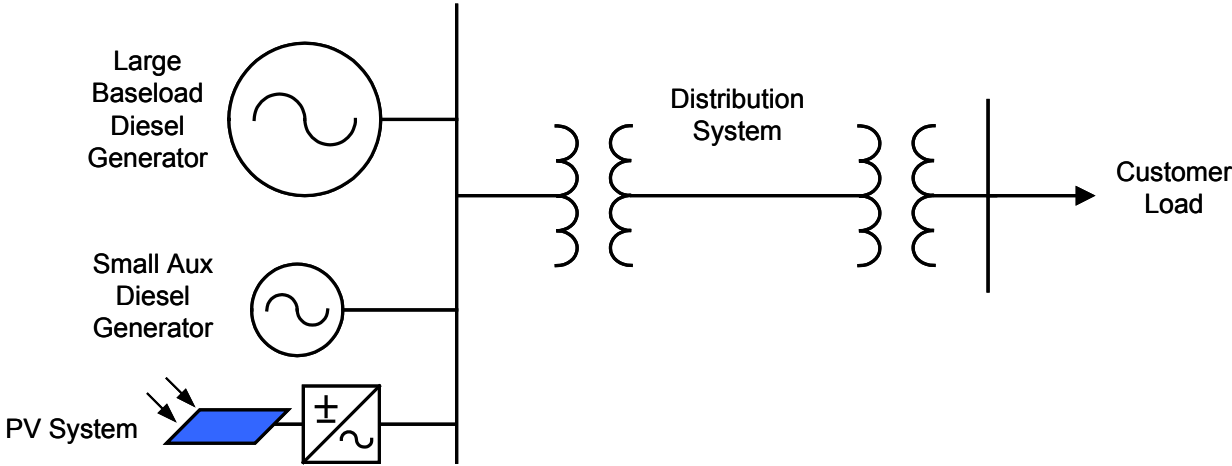 Large
Baseload
Diesel
Generator
Distribution
System
Customer
Load
Small Aux
Diesel
Generator
PV System